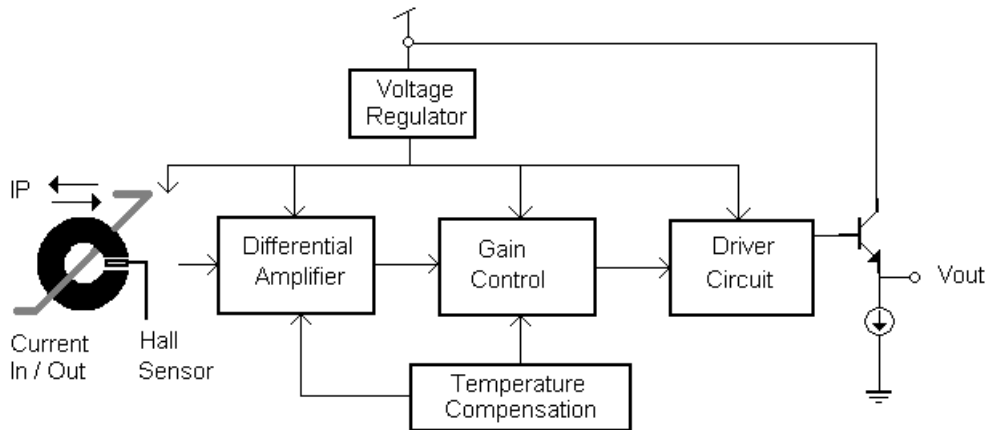 Voltage
Regulator
IP
Differential
Amplifier
Gain
Control
Driver
Circuit
Vout
Current
In / Out
Hall
Sensor
Temperature
Compensation